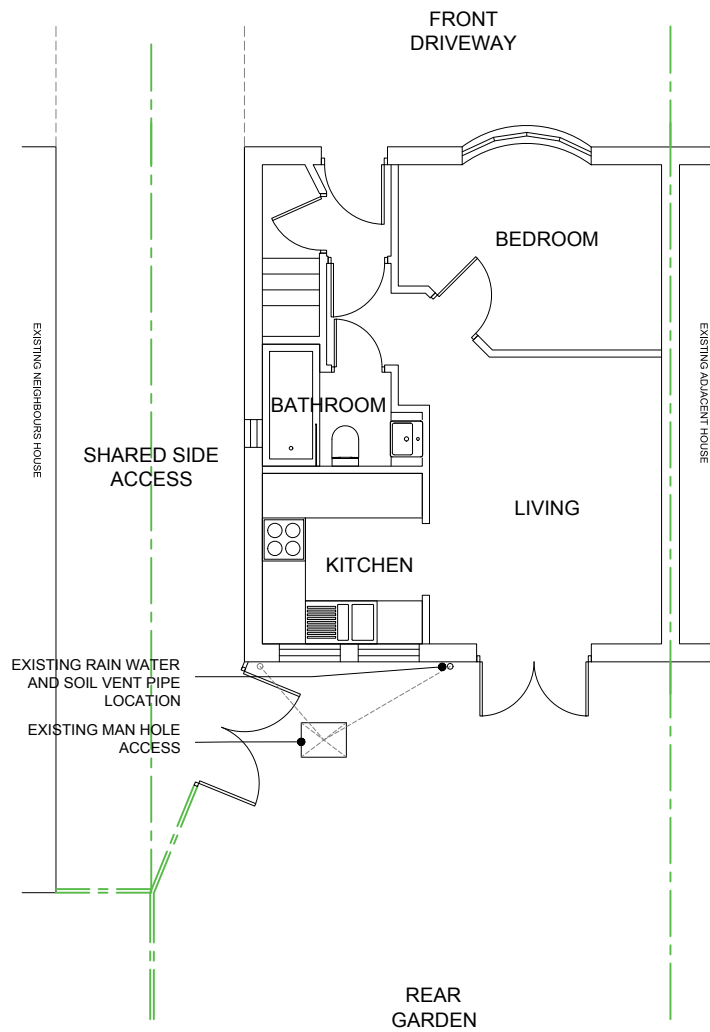 FRONT
DRIVEWAY
BEDROOM
EXISTING NEIGHBOURS HOUSE
EXISTING ADJACENT HOUSE
BATHROOM
SHARED SIDE
ACCESS
LIVING
KITCHEN
EXISTING RAIN WATER
AND SOIL VENT PIPE
LOCATION
EXISTING MAN HOLE
ACCESS
REAR
GARDEN